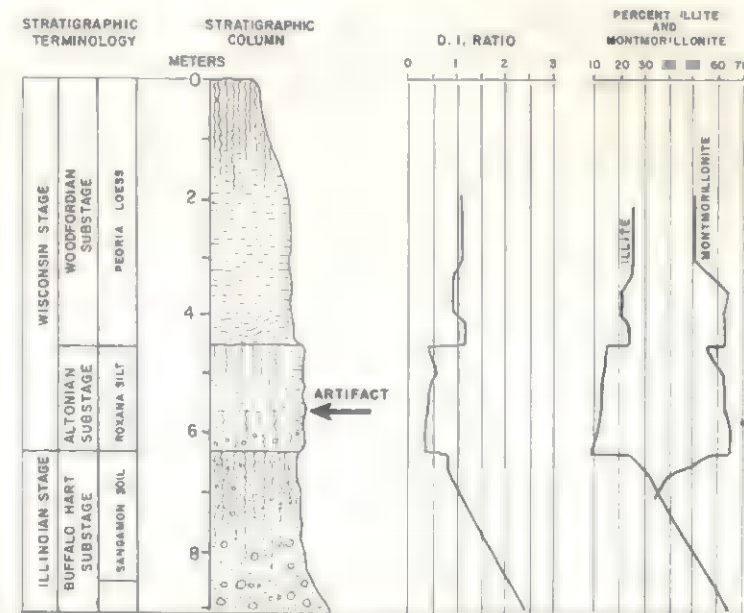 STRATIGRAPHIC
TERMINOLOGY
STRATIGRAPHIC
COLUMN
METERS
D. I. RATIO
PERCENT ILLITE
AND
MONTMORILLONITE
0
2
4
6
8
0
1
2
3
10 20 30 60 70
WISCONSIN STAGE
WOODFORDIAN
SUBSTAGE
PEORIA LOESS
ALTONIAN
SUBSTAGE
ROXANA SILT
ILLINOIAN STAGE
BUFFALO HART
SUBSTAGE
SANGAMON SOIL
ARTIFACT
ILLITE
MONTMORILLONITE